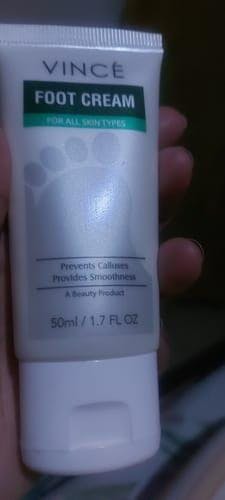 VINCE
FOOT CREAM
FOR ALL SKIN TYPES
Prevents Calluses
Provides Smoothness
A Beauty Product
50ml / 1.7 FL OZ